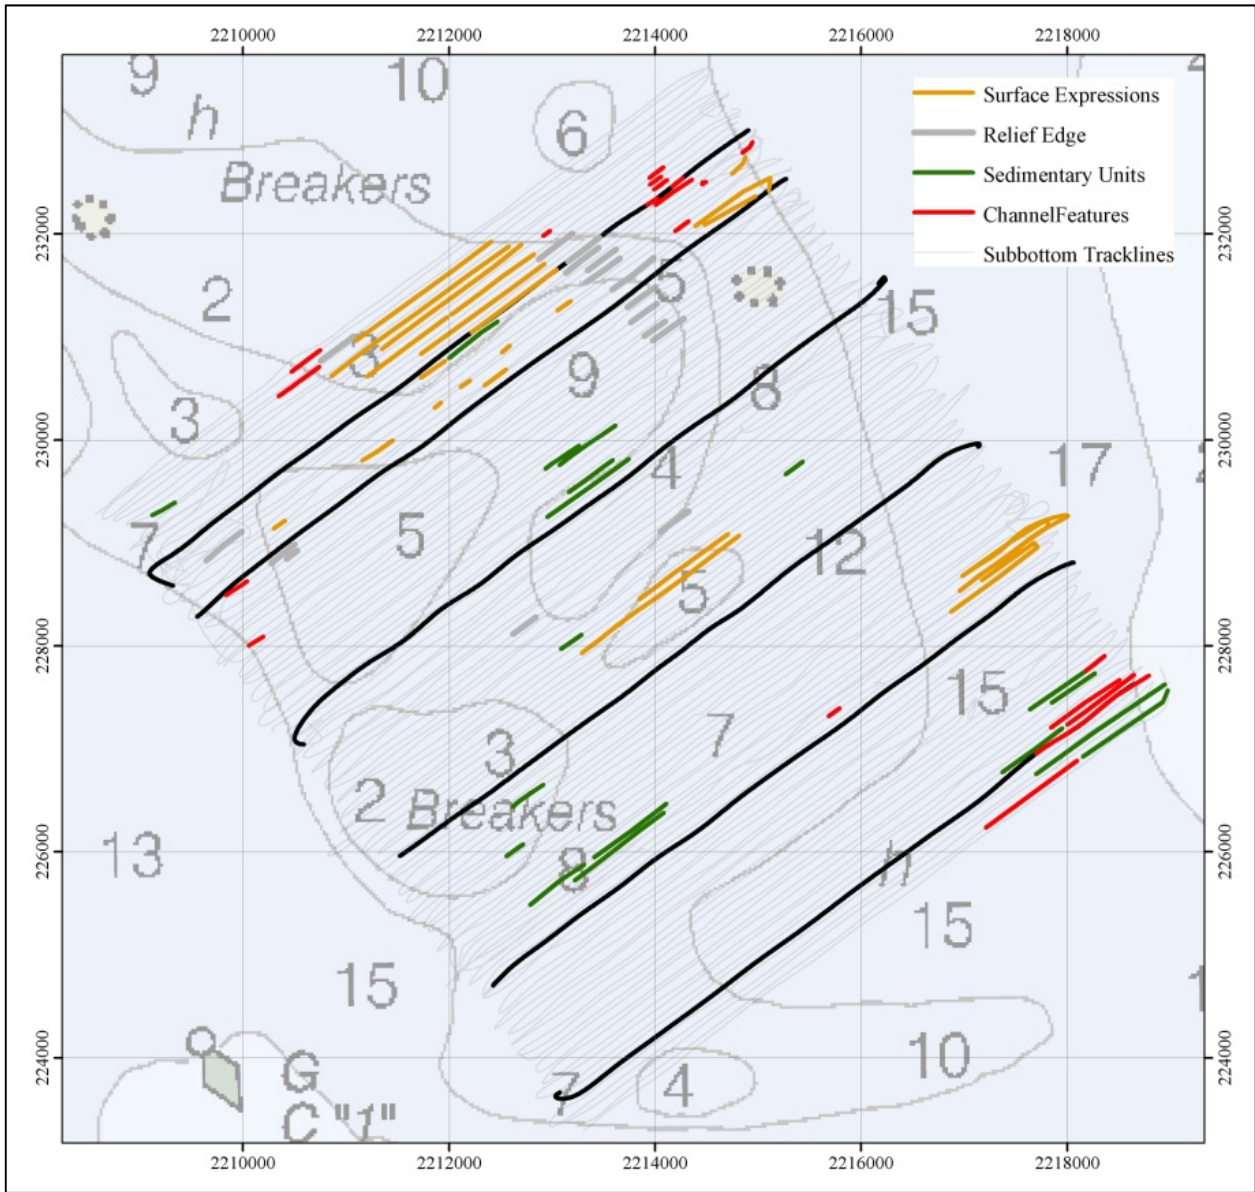 2210000 2212000 2214000 2216000 2218000
9 10
h
6
Breakers
Surface Expressions
Relief Edge
Sedimentary Units
ChannelFeatures
Subbottom Tracklines
232000 232000
2 5 15
3 9 8
3
230000 230000
4 17
7 5 12
5
228000 228000
15
3 7
2 Breakers
13 8 h
226000 226000
15
15
224000 224000
G 7 4 10
C "1"
2210000 2212000 2214000 2216000 2218000